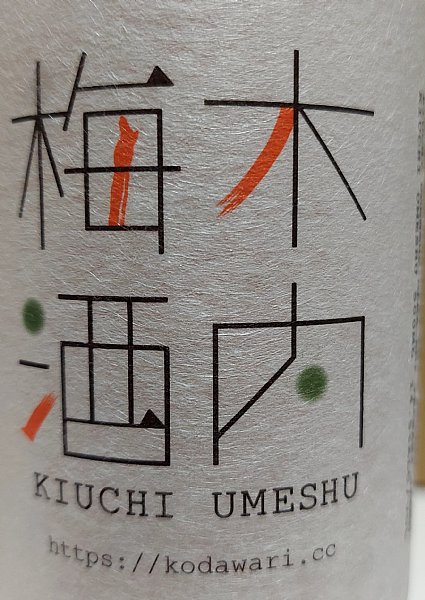 木内
梅酒
KIUCHI UMESHU
https://kodawari.cc